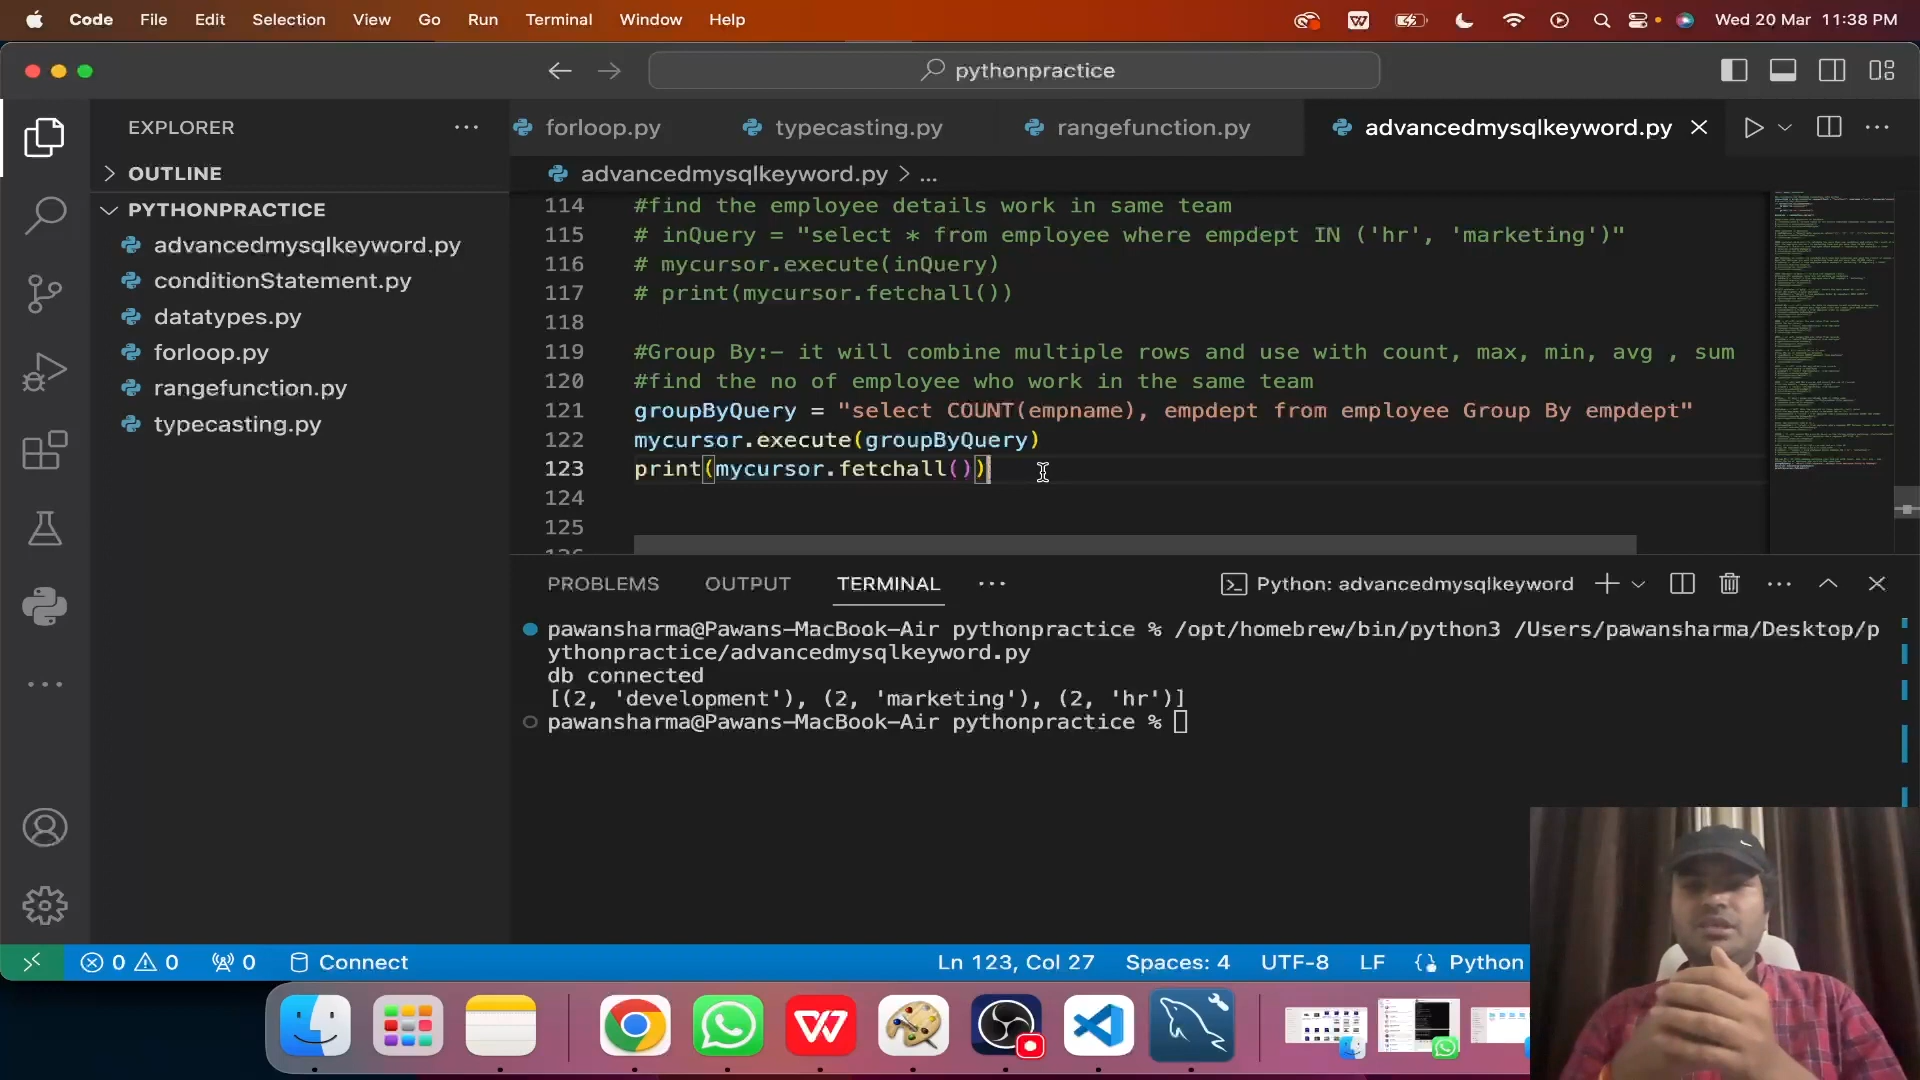 Code File Edit Selection View Go Run Terminal Window Help Wed 20 Mar 11:38 PM
pythonpractice
EXPLORER
OUTLINE
PYTHONPRACTICE
advancedmysqlkeyword.py
conditionStatement.py
datatypes.py
forloop.py
rangefunction.py
typecasting.py
forloop.py typecasting.py rangefunction.py advancedmysqlkeyword.py
advancedmysqlkeyword.py > ...
114 #find the employee details work in same team
115 # inQuery = "select * from employee where empdept IN ('hr', 'marketing')"
116 # mycursor.execute(inQuery)
117 # print(mycursor.fetchall())
118
119 #Group By:- it will combine multiple rows and use with count, max, min, avg , sum
120 #find the no of employee who work in the same team
121 groupByQuery = "select COUNT(empname), empdept from employee Group By empdept"
122 mycursor.execute(groupByQuery)
123 print(mycursor.fetchall())
124
125
PROBLEMS OUTPUT TERMINAL ... Python: advancedmysqlkeyword
pawansharma@Pawans-MacBook-Air pythonpractice % /opt/homebrew/bin/python3 /Users/pawansharma/Desktop/p
ythonpractice/advancedmysqlkeyword.py
db connected
[(2, 'development'), (2, 'marketing'), (2, 'hr')]
pawansharma@Pawans-MacBook-Air pythonpractice %
0 0 0 Connect Ln 123, Col 27 Spaces: 4 UTF-8 LF Python